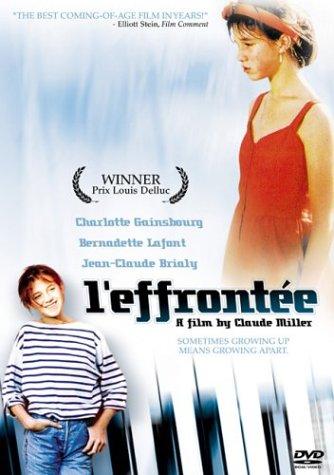 "THE BEST COMING-OF-AGE FILM IN YEARS!"
- Elliott Stein, Film Comment
WINNER
Prix Louis Delluc
Charlotte Gainsbourg
Bernadette Lafont
Jean-Claude Brialy
l'effrontée
A film by Claude Miller
SOMETIMES GROWING UP
MEANS GROWING APART.
DVD